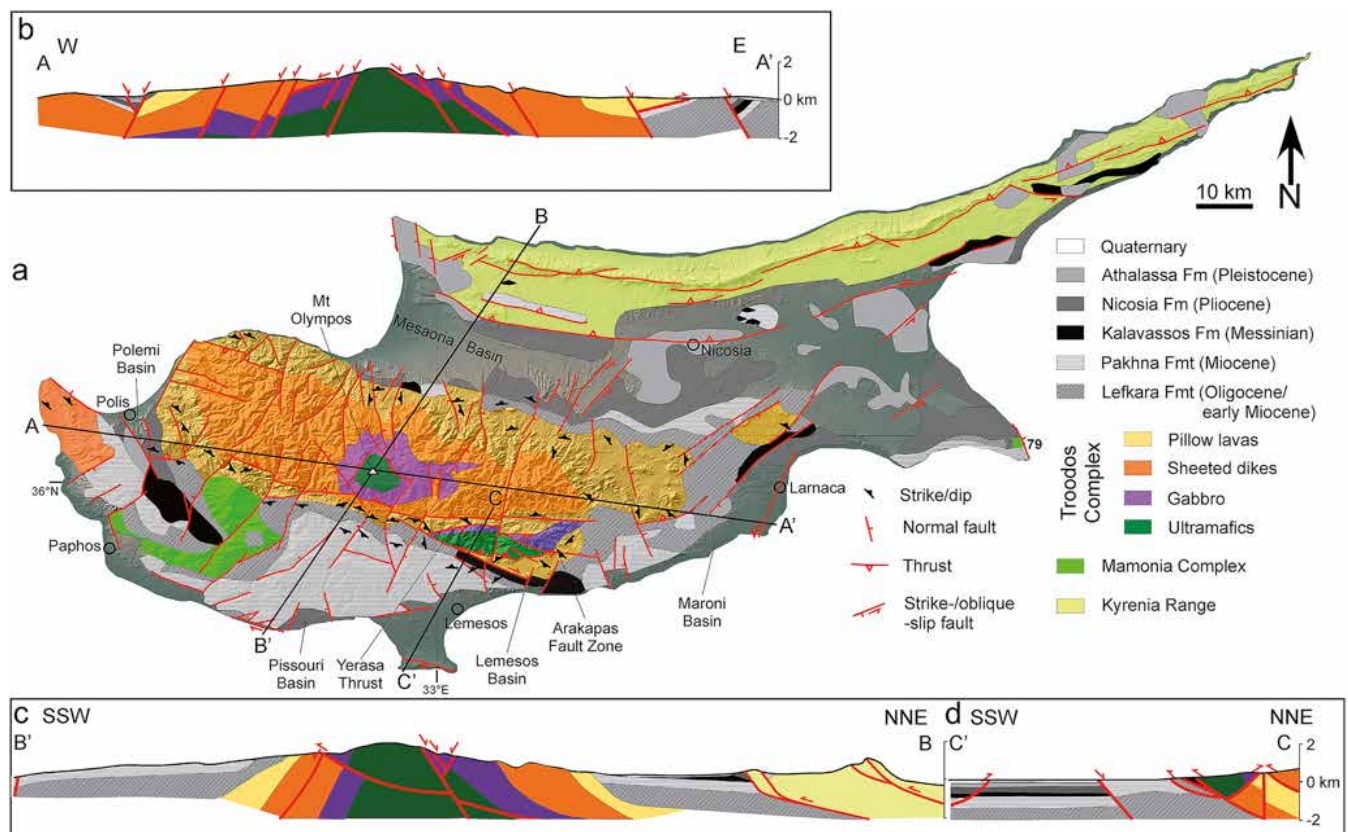 b
W
A
E
A'
2
0 km
-2
a
B
10 km
N
Mt
Olympos
Polemi
Basin
Polis
A
36°N
Paphos
Mesaoria Basin
Nicosia
79
Larnaca
A'
C
B'
Pissouri
Basin
Yerasa
Thrust
C'
33°E
Lemesos
Lemesos
Basin
Arakapas
Fault Zone
Maroni
Basin
Strike/dip
Normal fault
Thrust
Strike-/oblique
-slip fault
Quaternary
Athalassa Fm (Pleistocene)
Nicosia Fm (Pliocene)
Kalavassos Fm (Messinian)
Pakhna Fmt (Miocene)
Lefkara Fmt (Oligocene/
early Miocene)
Troodos
Complex
Pillow lavas
Sheeted dikes
Gabbro
Ultramafics
Mamonia Complex
Kyrenia Range
c SSW
B'
NNE
B
d SSW
C'
NNE
C
2
0 km
-2